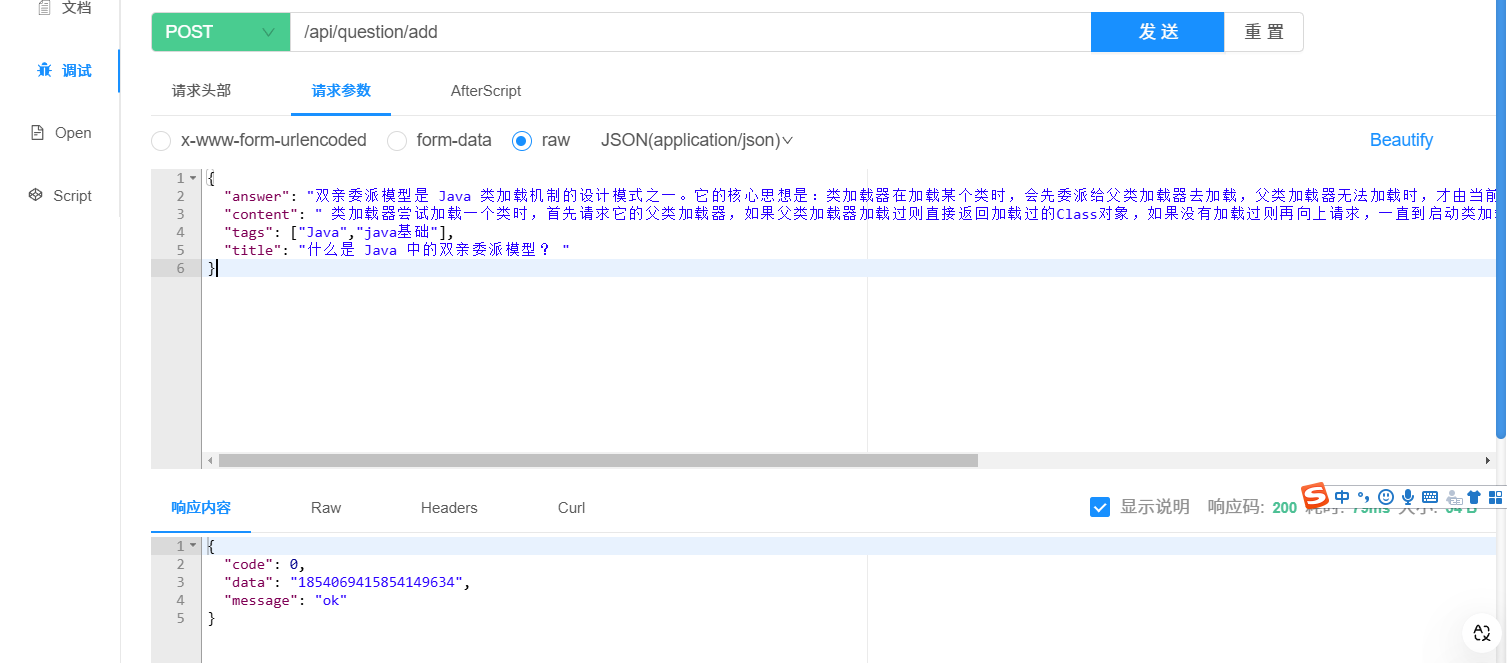 文档
POST /api/question/add 发 送 重 置
调试
请求头部 请求参数 AfterScript
Open
x-www-form-urlencoded form-data raw JSON(application/json) Beautify
Script
1 {
2 "answer": "双亲委派模型是 Java 类加载机制的设计模式之一。它的核心思想是：类加载器在加载某个类时，会先委派给父类加载器去加载，父类加载器无法加载时，才由当前
3 "content": " 类加载器尝试加载一个类时，首先请求它的父类加载器，如果父类加载器加载过则直接返回加载过的Class对象，如果没有加载过则再向上请求，一直到启动类加
4 "tags": ["Java","java基础"],
5 "title": "什么是 Java 中的双亲委派模型？ "
6 }
响应内容 Raw Headers Curl 显示说明 响应码: 200 耗时: 79ms 大小:
中
1 {
2 "code": 0,
3 "data": "1854069415854149634",
4 "message": "ok"
5 }